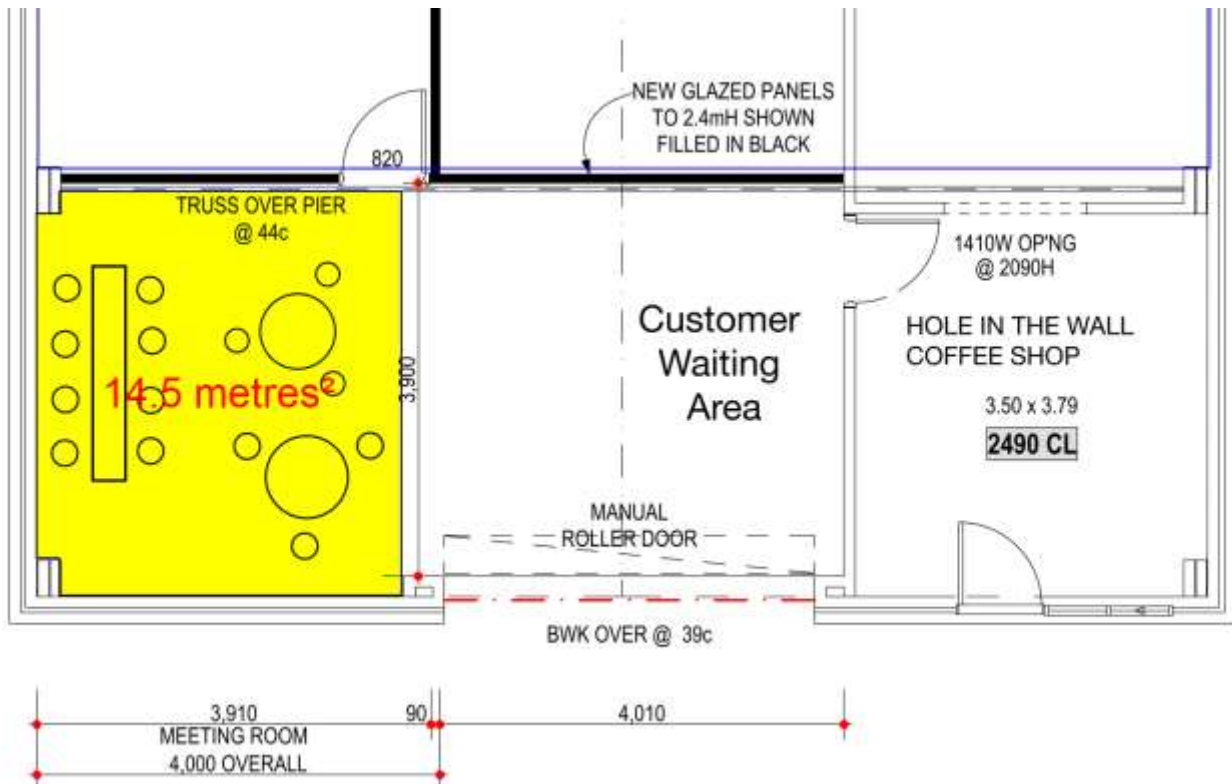 NEW GLAZED PANELS
TO 2.4mH SHOWN
FILLED IN BLACK
820
TRUSS OVER PIER
@ 44c
1410W OP'NG
@ 2090H
Customer
Waiting
Area
HOLE IN THE WALL
COFFEE SHOP
14.5 metres²
3,900
3.50 x 3.79
2490 CL
MANUAL
ROLLER DOOR
BWK OVER @ 39c
3,910
90
4,010
MEETING ROOM
4,000 OVERALL